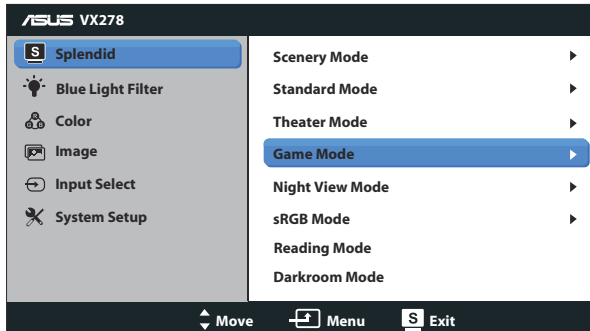 ASUS VX278
S Splendid
Blue Light Filter
Color
Image
Input Select
System Setup
Scenery Mode
Standard Mode
Theater Mode
Game Mode
Night View Mode
sRGB Mode
Reading Mode
Darkroom Mode
Move Menu S Exit